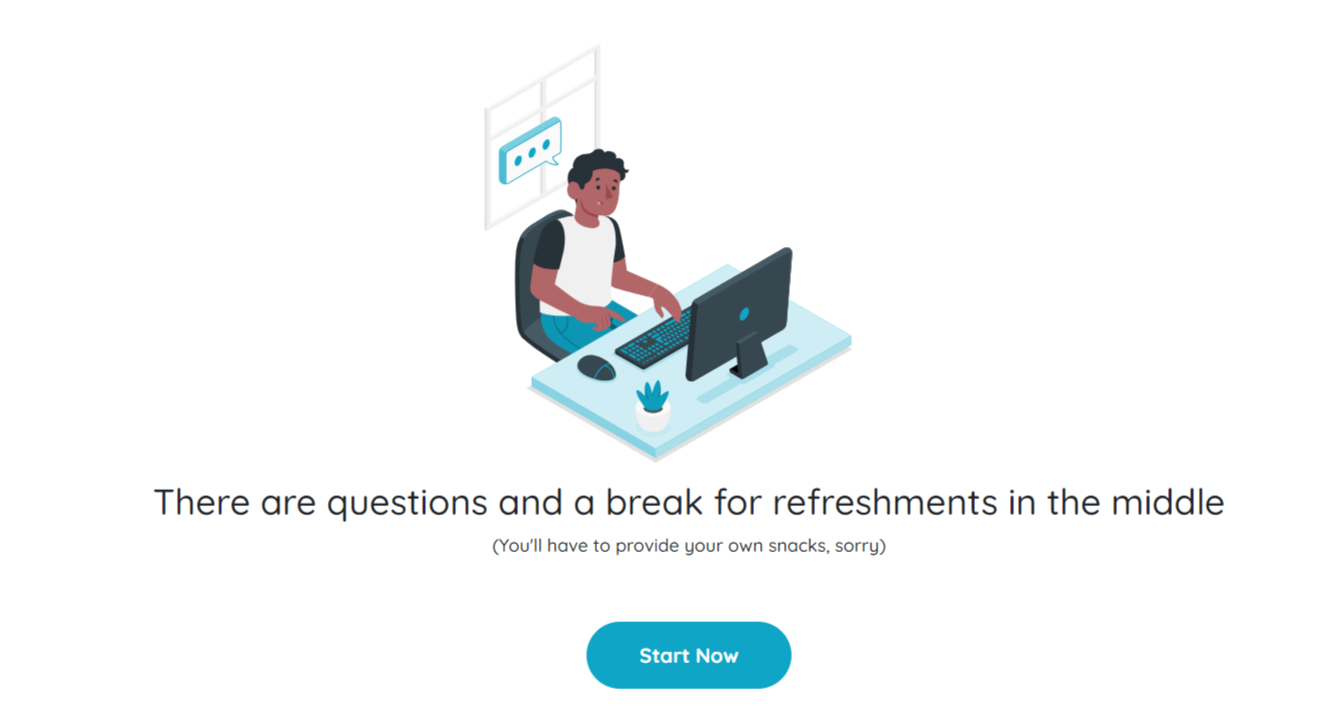 There are questions and a break for refreshments in the middle
(You'll have to provide your own snacks, sorry)
Start Now